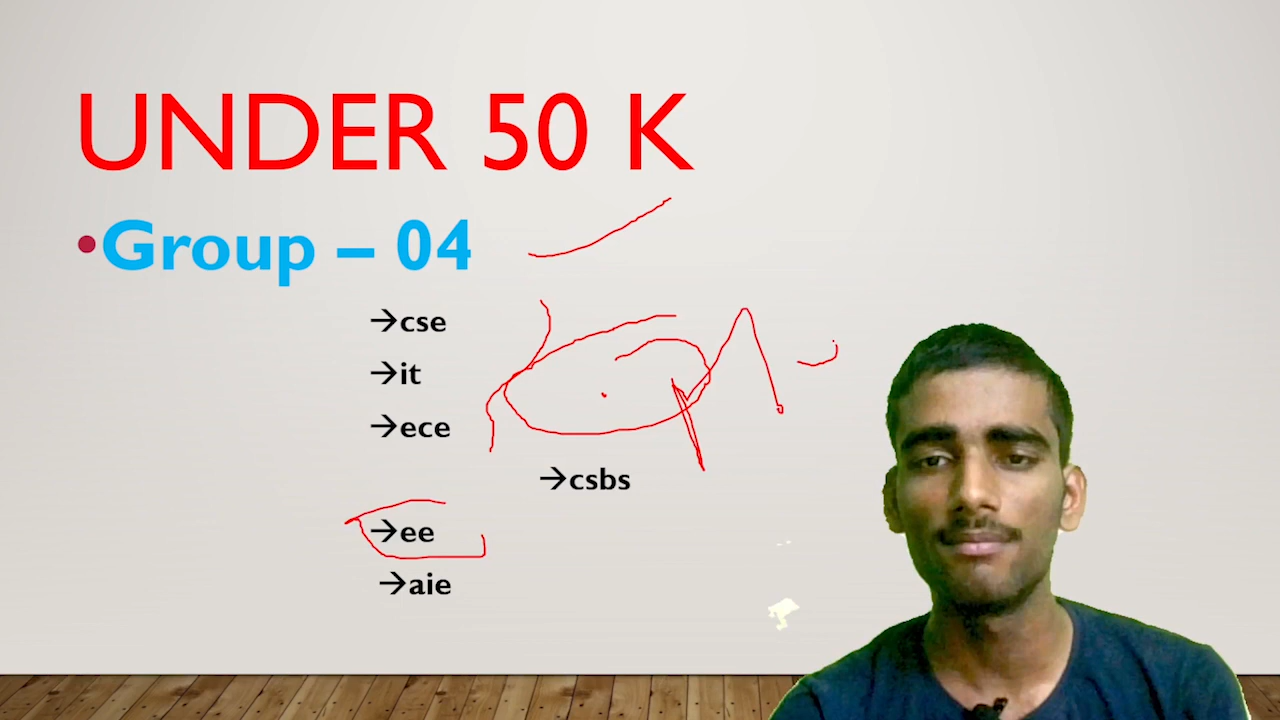 UNDER 50 K
•Group – 04
→cse
→it
→ece
→csbs
→ee
→aie